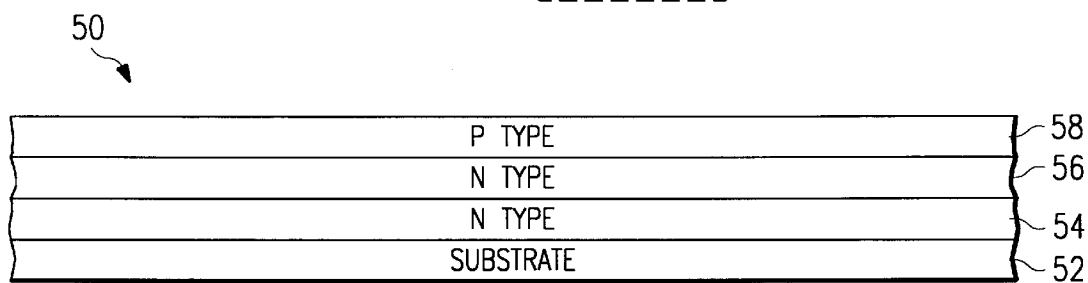 50
P TYPE 58
N TYPE 56
N TYPE 54
SUBSTRATE 52